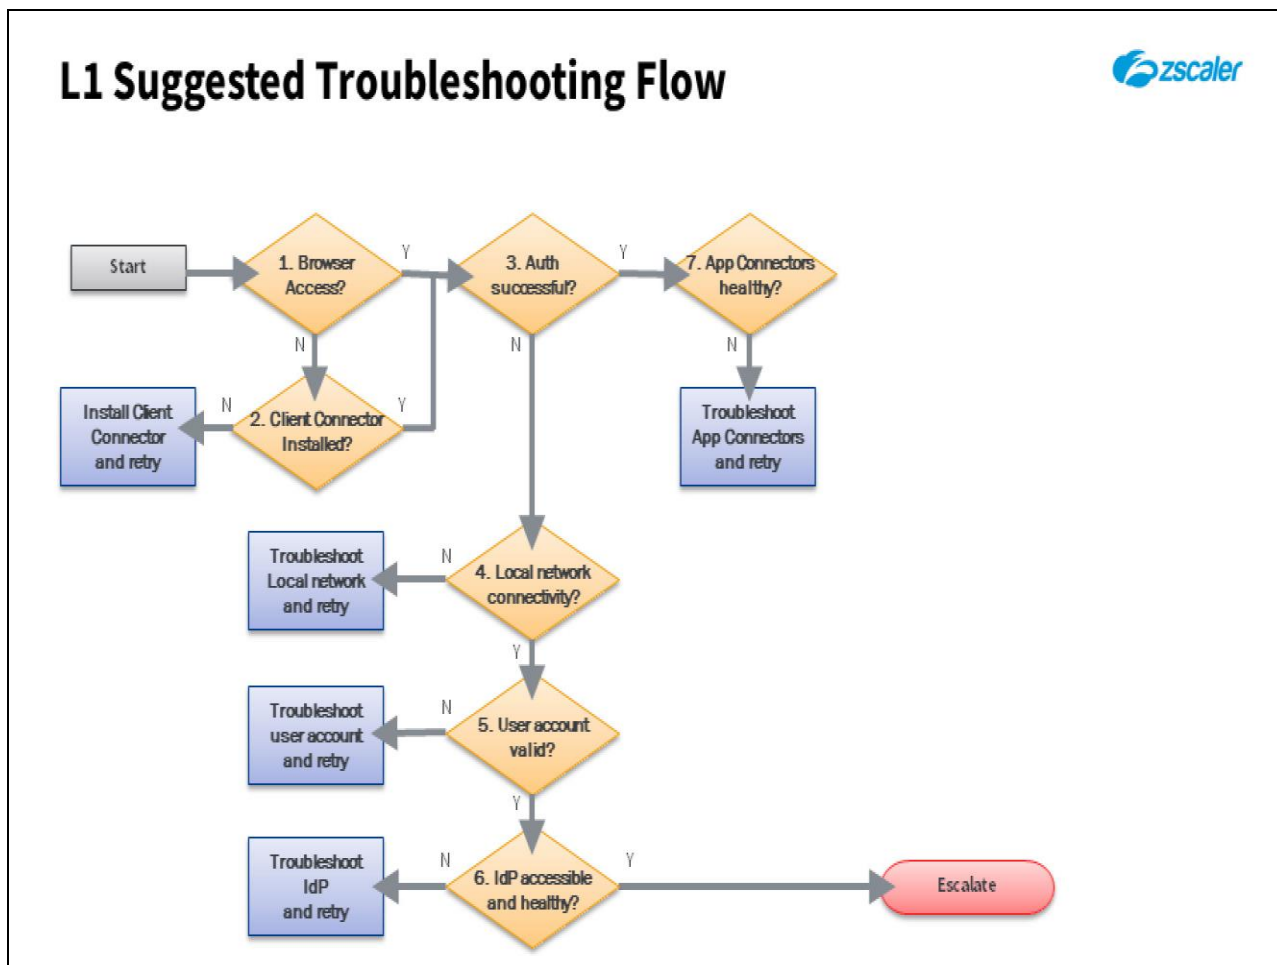 L1 Suggested Troubleshooting Flow
zscaler
Start
1. Browser
Access?
Y
3. Auth
successful?
Y
7. App Connectors
healthy?
N
N
N
Install Client
Connector
and retry
N
2. Client Connector
Installed?
Y
Troubleshoot
App Connectors
and retry
Troubleshoot
Local network
and retry
N
4. Local network
connectivity?
Y
Troubleshoot
user account
and retry
N
5. User account
valid?
Y
Troubleshoot
IdP
and retry
N
6. IdP accessible
and healthy?
Y
Escalate